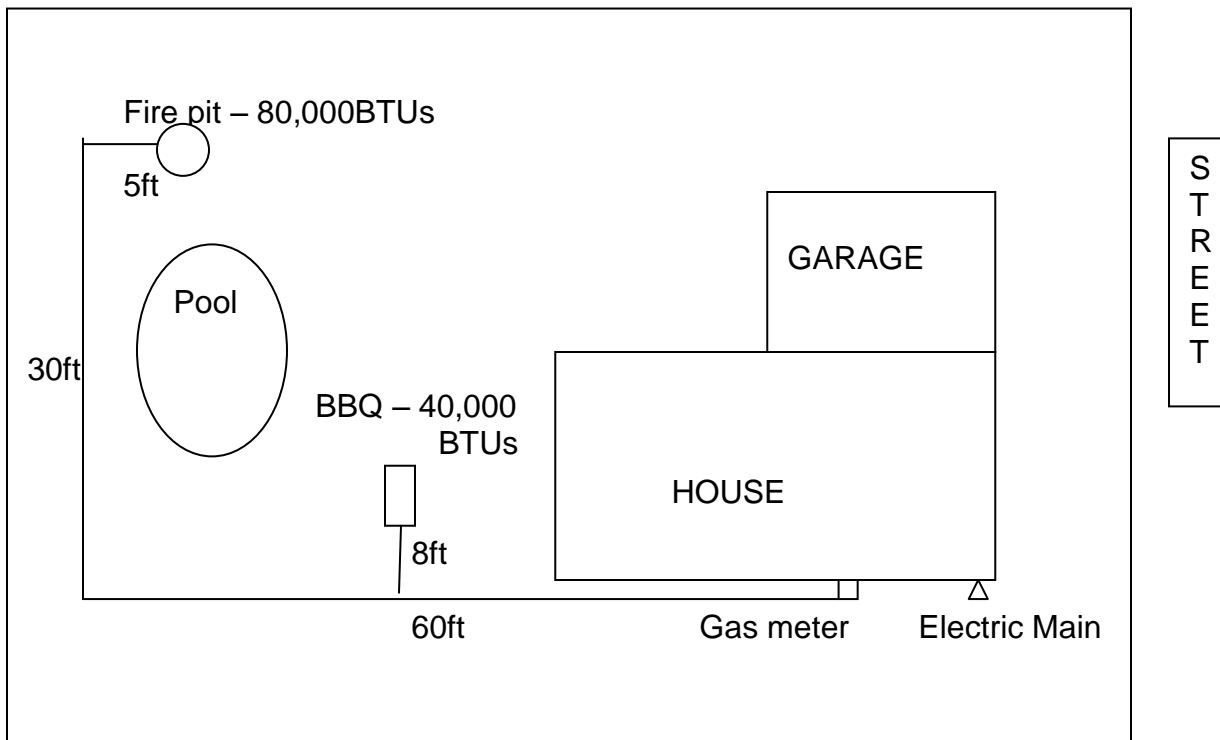 Fire pit – 80,000BTUs
5ft
S
T
R
E
E
T
GARAGE
Pool
30ft
BBQ – 40,000
BTUs
HOUSE
8ft
60ft
Gas meter
Electric Main